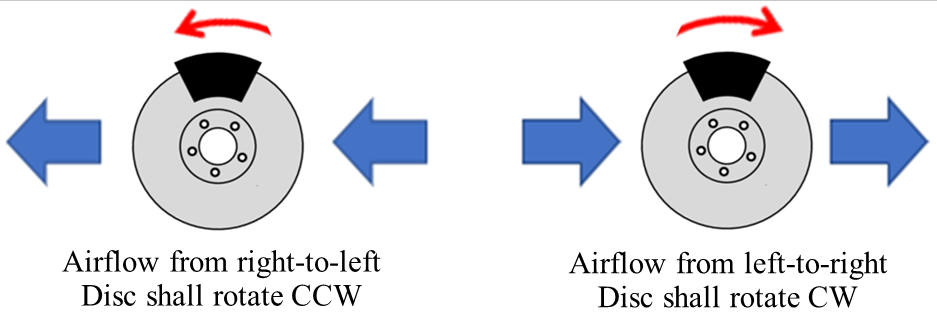 Airflow from right-to-left
Disc shall rotate CCW
Airflow from left-to-right
Disc shall rotate CW